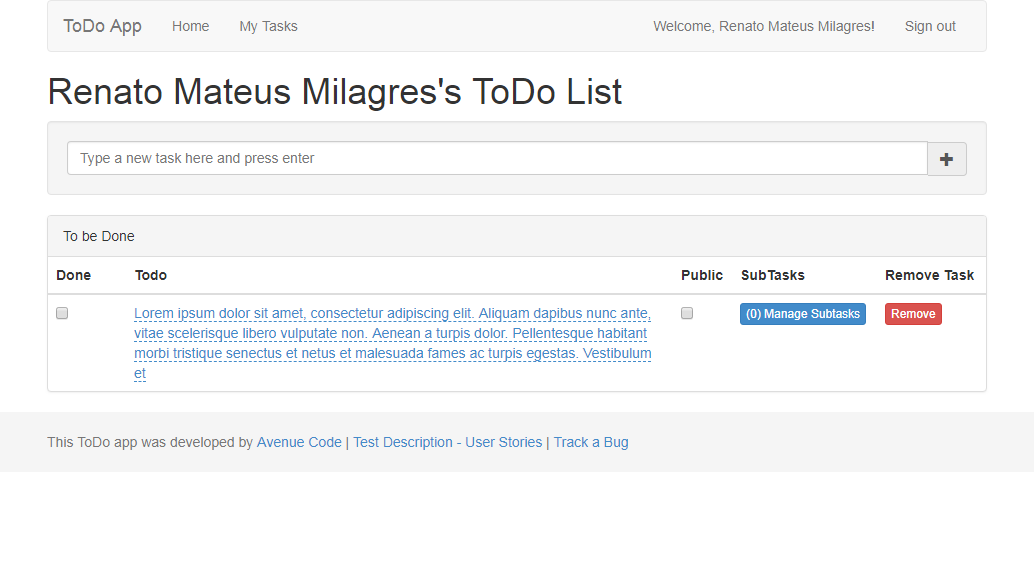 ToDo App Home My Tasks Welcome, Renato Mateus Milagres! Sign out
Renato Mateus Milagres's ToDo List
Type a new task here and press enter
To be Done
Done Todo Public SubTasks Remove Task
Lorem ipsum dolor sit amet, consectetur adipiscing elit. Aliquam dapibus nunc ante, (0) Manage Subtasks Remove
vitae scelerisque libero vulputate non. Aenean a turpis dolor. Pellentesque habitant
morbi tristique senectus et netus et malesuada fames ac turpis egestas. Vestibulum
et
This ToDo app was developed by Avenue Code | Test Description - User Stories | Track a Bug